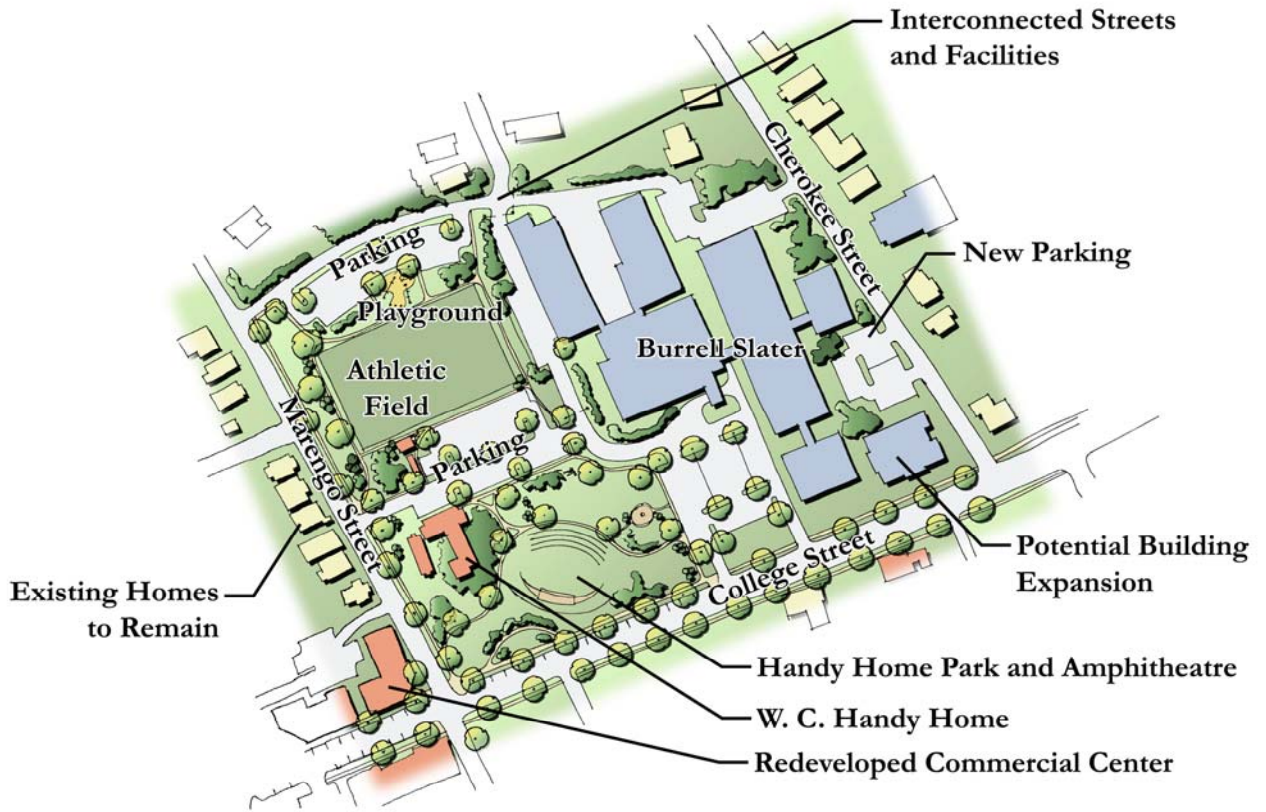 Interconnected Streets
and Facilities
Cherokee Street
New Parking
Parking
Playground
Athletic
Field
Burrell Slater
Marengo Street
Parking
College Street
Potential Building
Expansion
Existing Homes
to Remain
Handy Home Park and Amphitheatre
W. C. Handy Home
Redeveloped Commercial Center